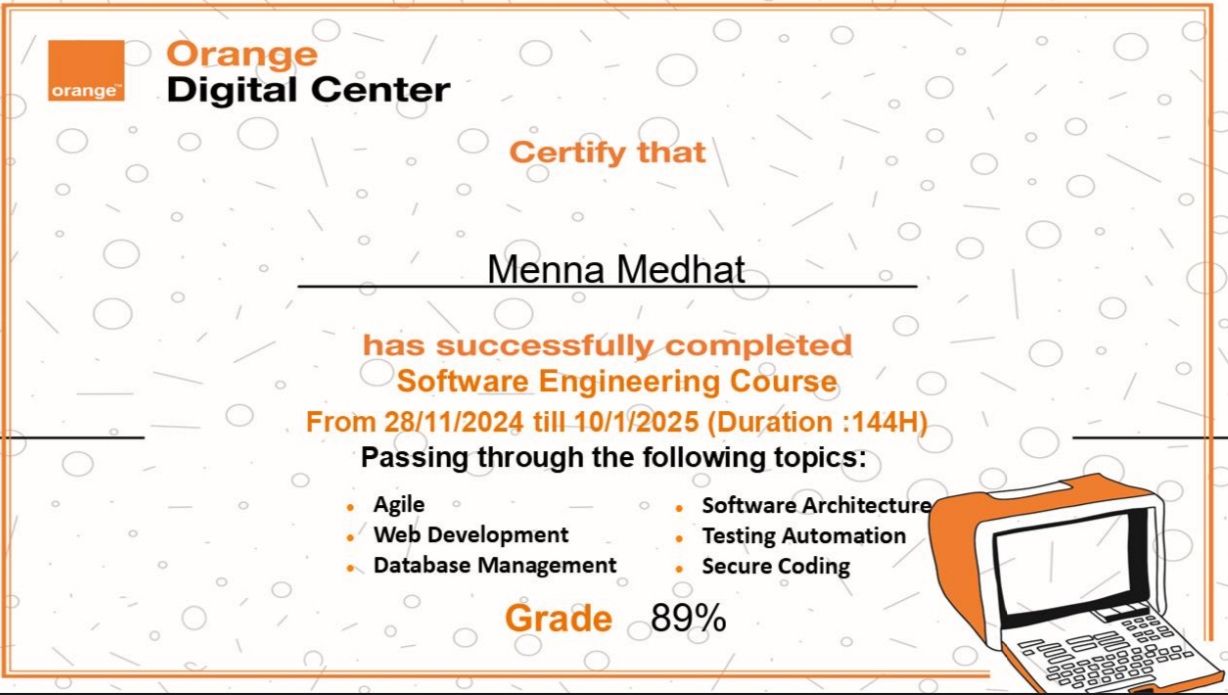 orange™
Orange
Digital Center
Certify that
Menna Medhat
has successfully completed
Software Engineering Course
From 28/11/2024 till 10/1/2025 (Duration :144H)
Passing through the following topics:
• Agile
• Web Development
• Database Management
• Software Architecture
• Testing Automation
• Secure Coding
Grade 89%